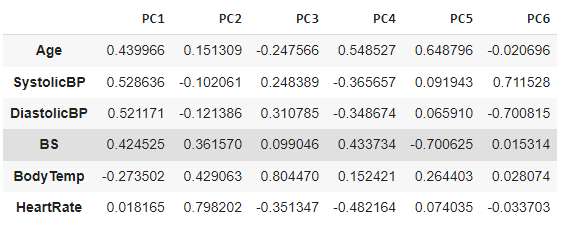 PC1 PC2 PC3 PC4 PC5 PC6
Age 0.439966 0.151309 -0.247566 0.548527 0.648796 -0.020696
SystolicBP 0.528636 -0.102061 0.248389 -0.365657 0.091943 0.711528
DiastolicBP 0.521171 -0.121386 0.310785 -0.348674 0.065910 -0.700815
BS 0.424525 0.361570 0.099046 0.433734 -0.700625 0.015314
BodyTemp -0.273502 0.429063 0.804470 0.152421 0.264403 0.028074
HeartRate 0.018165 0.798202 -0.351347 -0.482164 0.074035 -0.033703